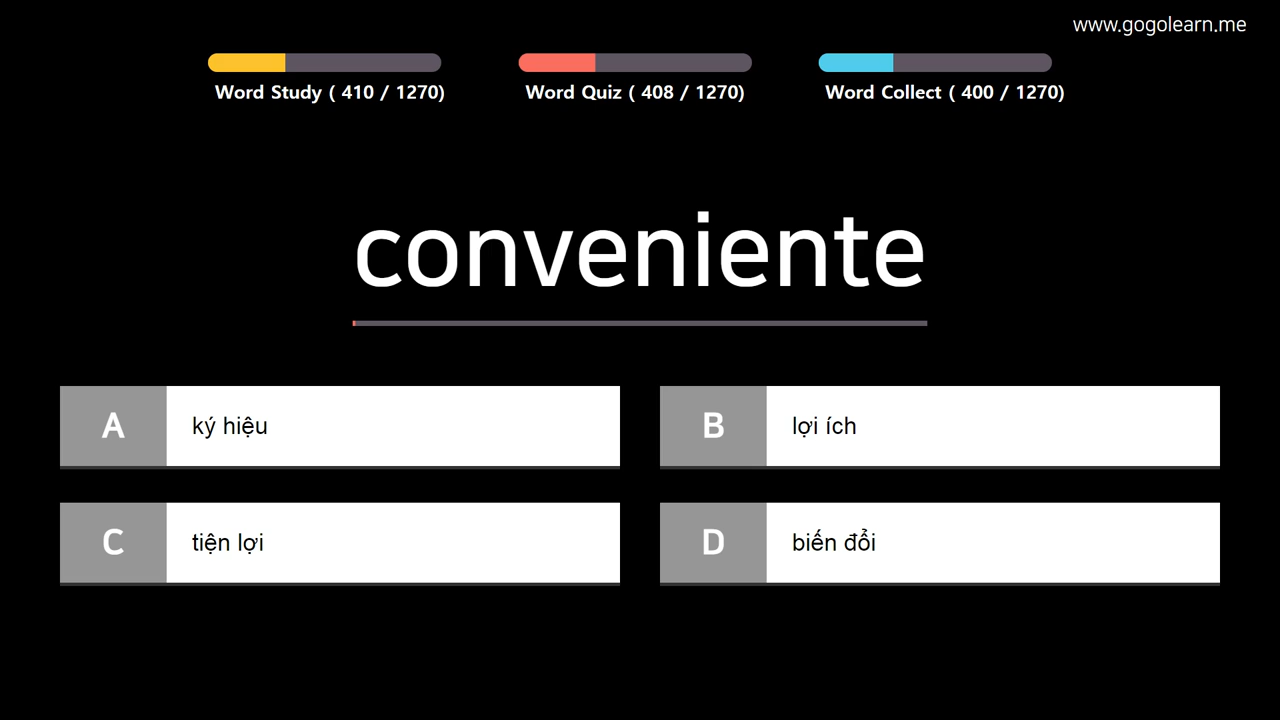 www.gogolearn.me
Word Study ( 410 / 1270)
Word Quiz ( 408 / 1270)
Word Collect ( 400 / 1270)
conveniente
A ký hiệu
B lợi ích
C tiện lợi
D biến đổi